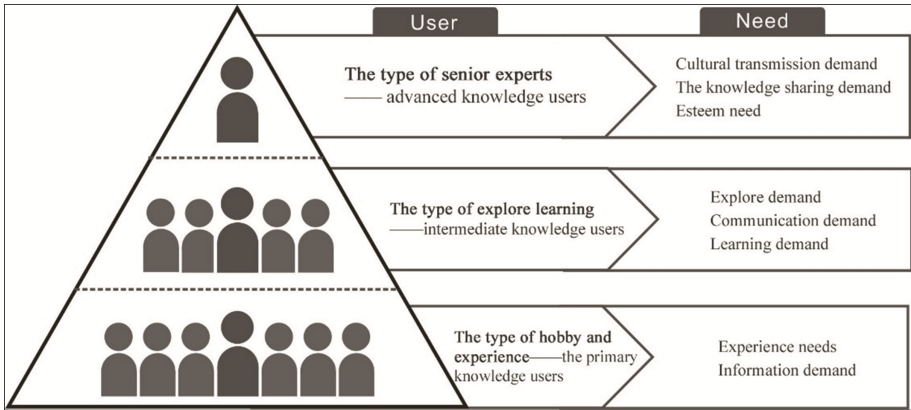 User
Need
The type of senior experts
—— advanced knowledge users
Cultural transmission demand
The knowledge sharing demand
Esteem need
The type of explore learning
——intermediate knowledge users
Explore demand
Communication demand
Learning demand
The type of hobby and
experience——the primary
knowledge users
Experience needs
Information demand